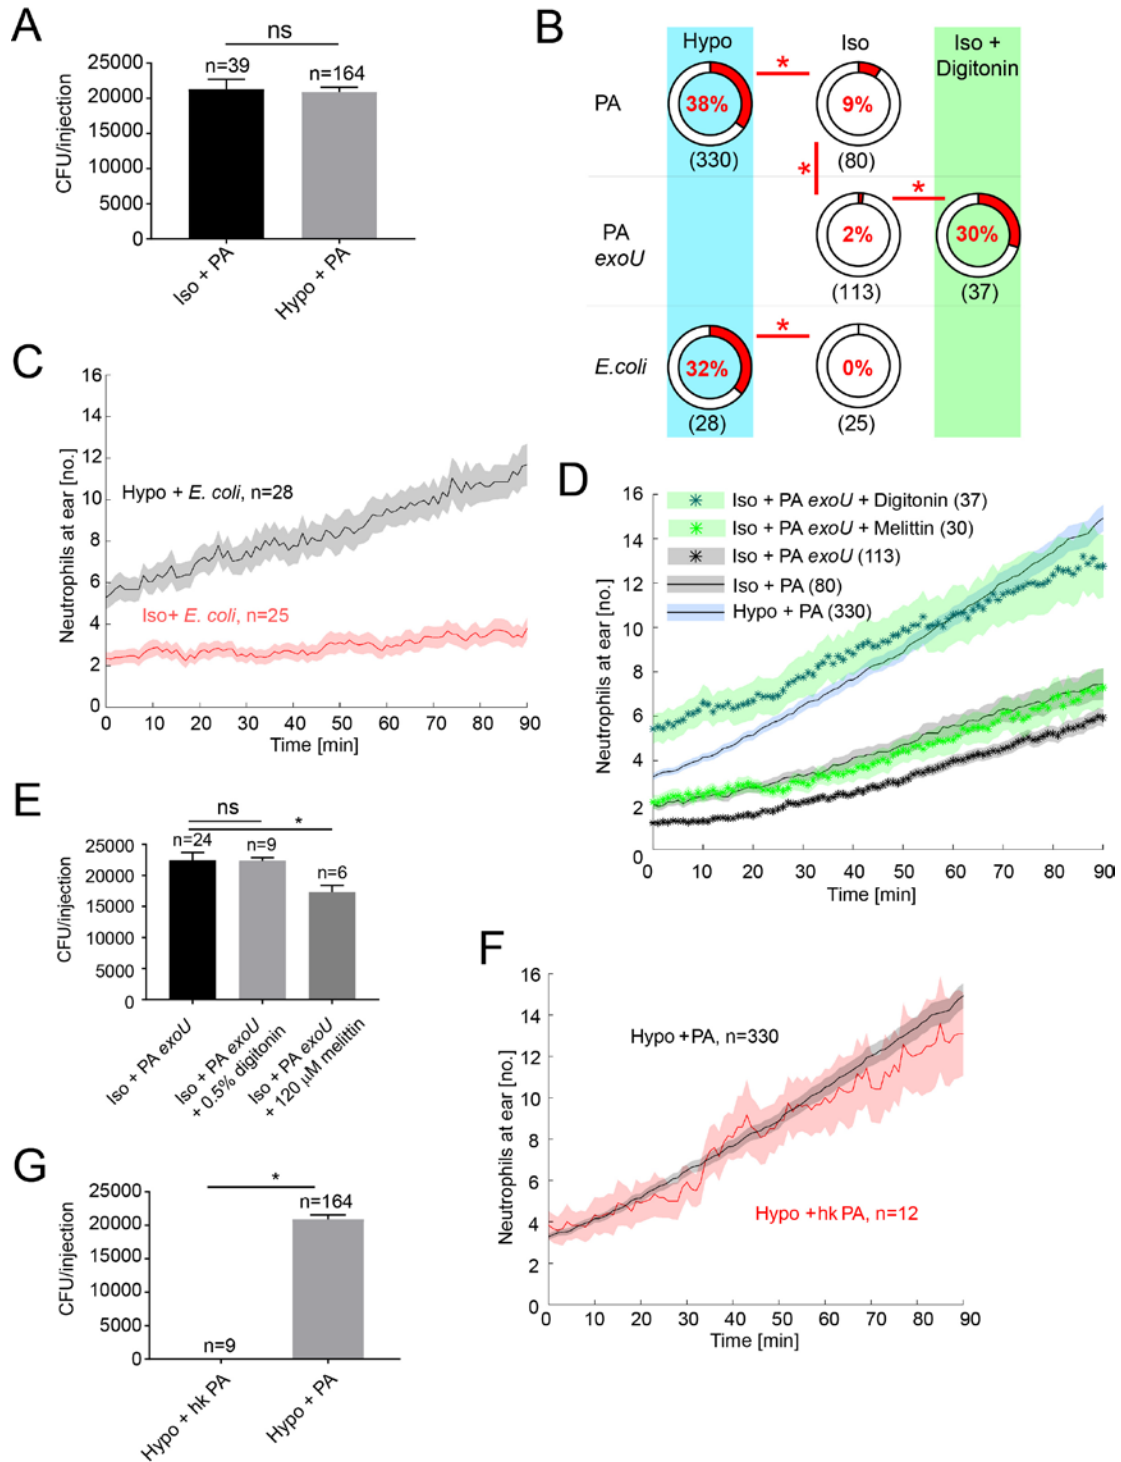 A
ns
n=39
n=164
25000
20000
15000
10000
5000
0
CFU/injection
Iso + PA
Hypo + PA
B
Hypo
Iso
Iso +
Digitonin
PA
38%
*
9%
(330)
(80)
*
*
PA
exoU
2%
30%
(113)
(37)
E.coli
32%
*
0%
(28)
(25)
C
16
14
12
10
8
6
4
2
0
Neutrophils at ear [no.]
Hypo + E. coli, n=28
Iso+ E. coli, n=25
0 10 20 30 40 50 60 70 80 90
Time [min]
D
16
14
12
10
8
6
4
2
0
Neutrophils at ear [no.]
Iso + PA exoU + Digitonin (37)
Iso + PA exoU + Melittin (30)
Iso + PA exoU (113)
Iso + PA (80)
Hypo + PA (330)
0 10 20 30 40 50 60 70 80 90
Time [min]
E
ns
*
n=24
n=9
n=6
25000
20000
15000
10000
5000
0
CFU/injection
Iso + PA exoU
Iso + PA exoU
+ 0.5% digitonin
Iso + PA exoU
+ 120 µM melittin
F
16
14
12
10
8
6
4
2
0
Neutrophils at ear [no.]
Hypo +PA, n=330
Hypo +hk PA, n=12
0 10 20 30 40 50 60 70 80 90
Time [min]
G
*
n=164
n=9
25000
20000
15000
10000
5000
0
CFU/injection
Hypo + hk PA
Hypo + PA